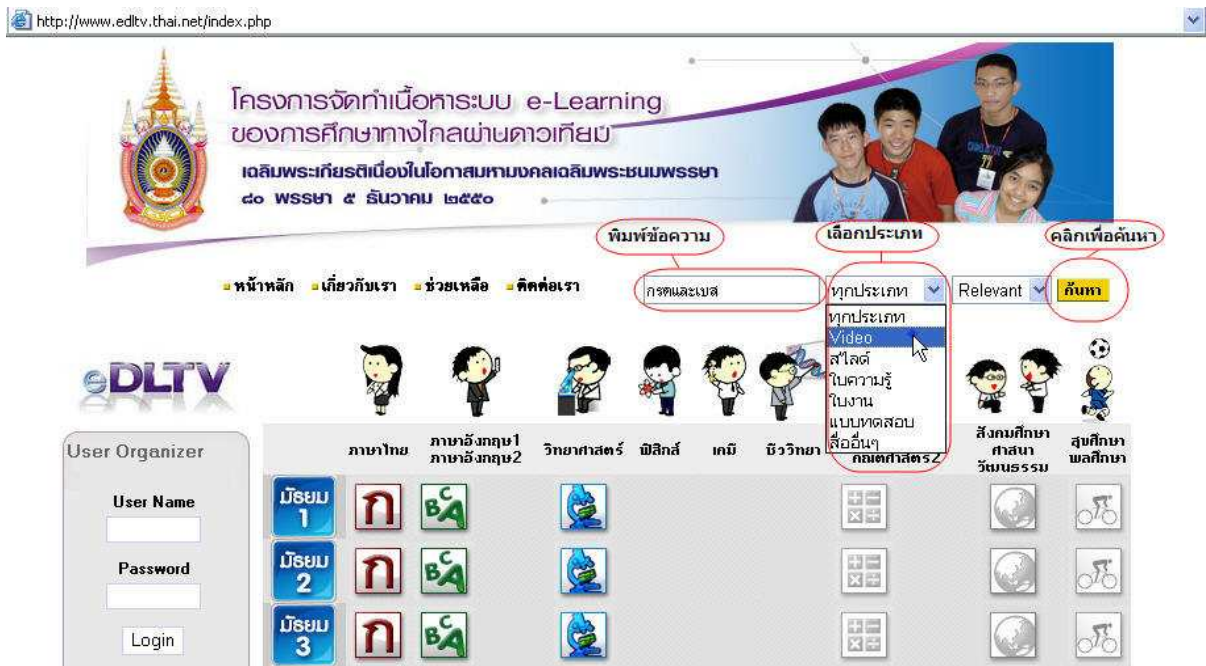 http://www.edltv.thai.net/index.php
โครงการจัดทำเนื้อหาระบบ e-Learning
ของการศึกษาทางไกลผ่านดาวเทียม
เฉลิมพระเกียรติเนื่องในโอกาสมหามงคลเฉลิมพระชนมพรรษา
๘๐ พรรษา ๕ ธันวาคม ๒๕๕๐
พิมพ์ข้อความ เลือกประเภท คลิกเพื่อค้นหา
หน้าหลัก เกี่ยวกับเรา ช่วยเหลือ ติดต่อเรา กรดและเบส ทุกประเภท Relevant ค้นหา
ทุกประเภท
Video
สไลด์
ใบความรู้
ใบงาน
แบบทดสอบ
สื่ออื่นๆ
eDLTV
User Organizer
ภาษาไทย ภาษาอังกฤษ1 ภาษาอังกฤษ2 วิทยาศาสตร์ ฟิสิกส์ เคมี ชีววิทยา คณิตศาสตร์2 สังคมศึกษา ศาสนา วัฒนธรรม สุขศึกษา พลศึกษา
User Name
มัธยม 1 ก BCA
Password
มัธยม 2 ก BCA
Login
มัธยม 3 ก BCA